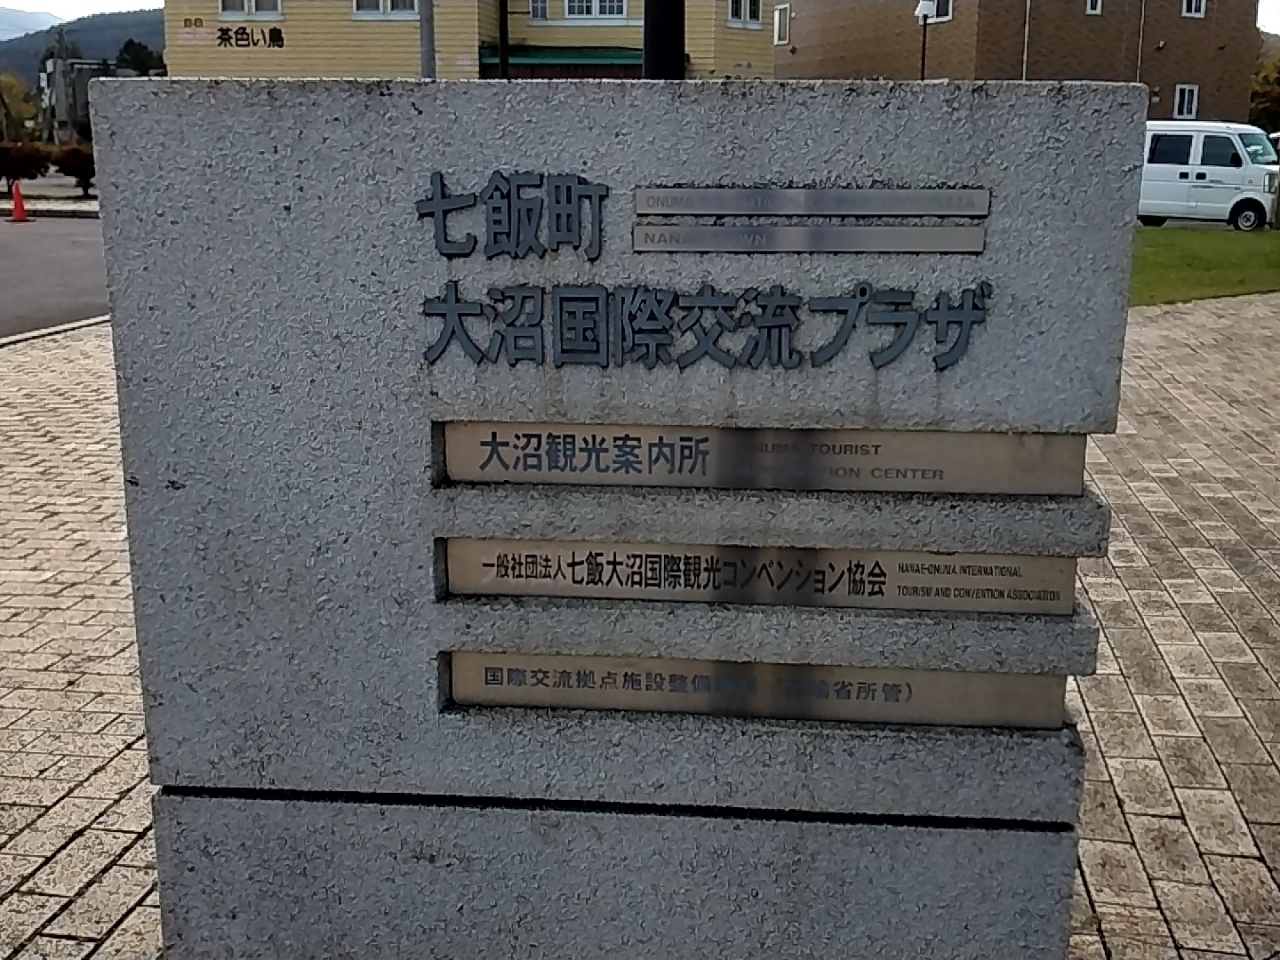 茶色い鳥
七飯町
ONUMA
大沼国際交流プラザ
大沼観光案内所
TOURIST
CENTER
一般社団法人七飯大沼国際観光コンベンション協会
NANAE-ONUMA INTERNATIONAL
TOURISM AND CONVENTION ASSOCIATION
国際交流拠点施設整備 省所管）